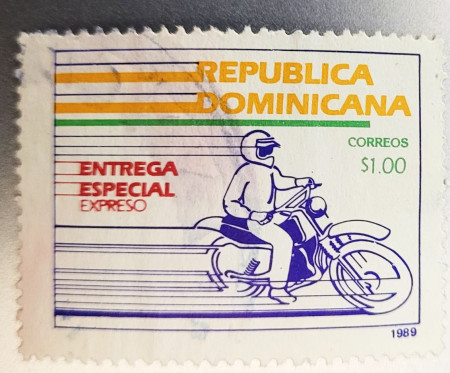 REPUBLICA
DOMINICANA
CORREOS
$1.00
ENTREGA
ESPECIAL
EXPRESO
1989